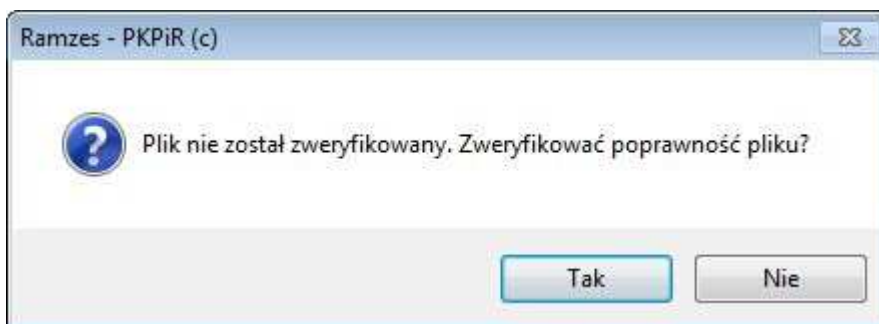 Ramzes - PKPiR (c)
Plik nie został zweryfikowany. Zweryfikować poprawność pliku?
Tak
Nie